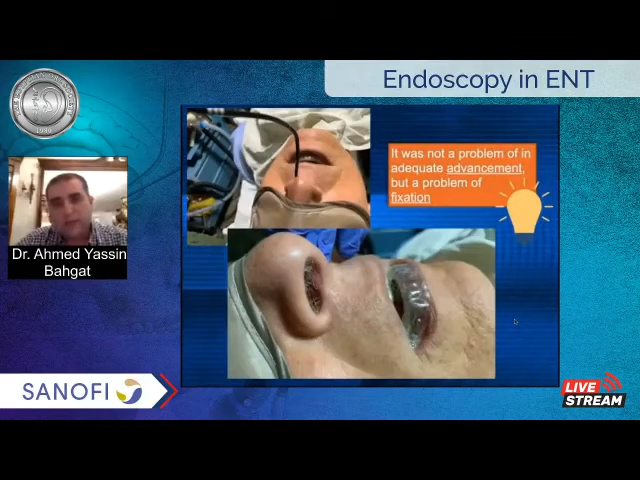 Endoscopy in ENT
It was not a problem of in
adequate advancement,
but a problem of
fixation
Dr. Ahmed Yassin
Bahgat
SANOFI
LIVE
STREAM
1984